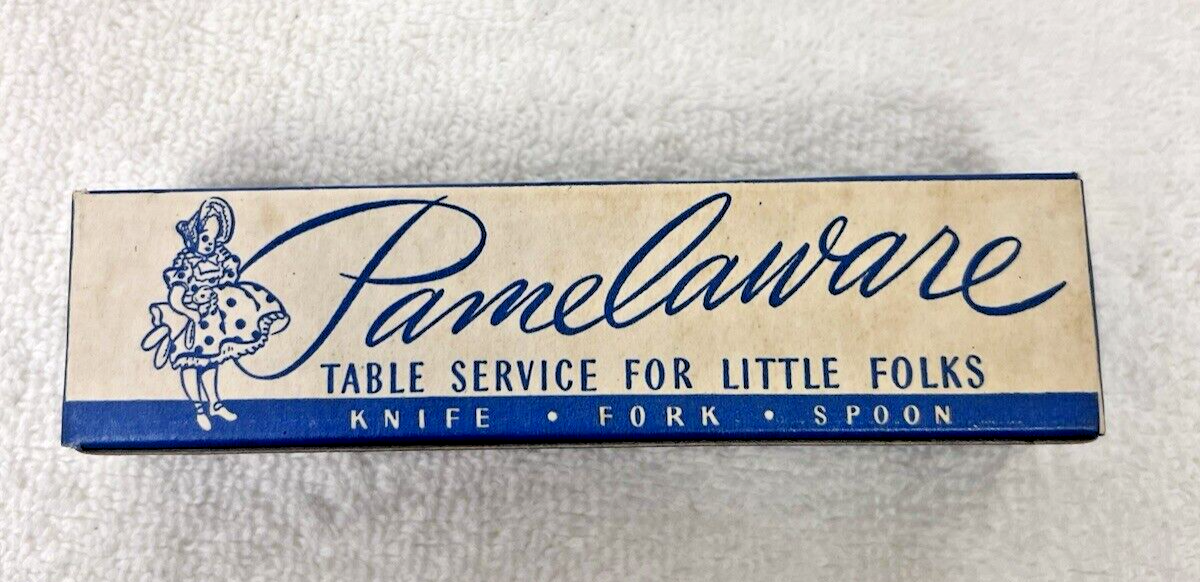 Pamelaware
TABLE SERVICE FOR LITTLE FOLKS
KNIFE • FORK • SPOON